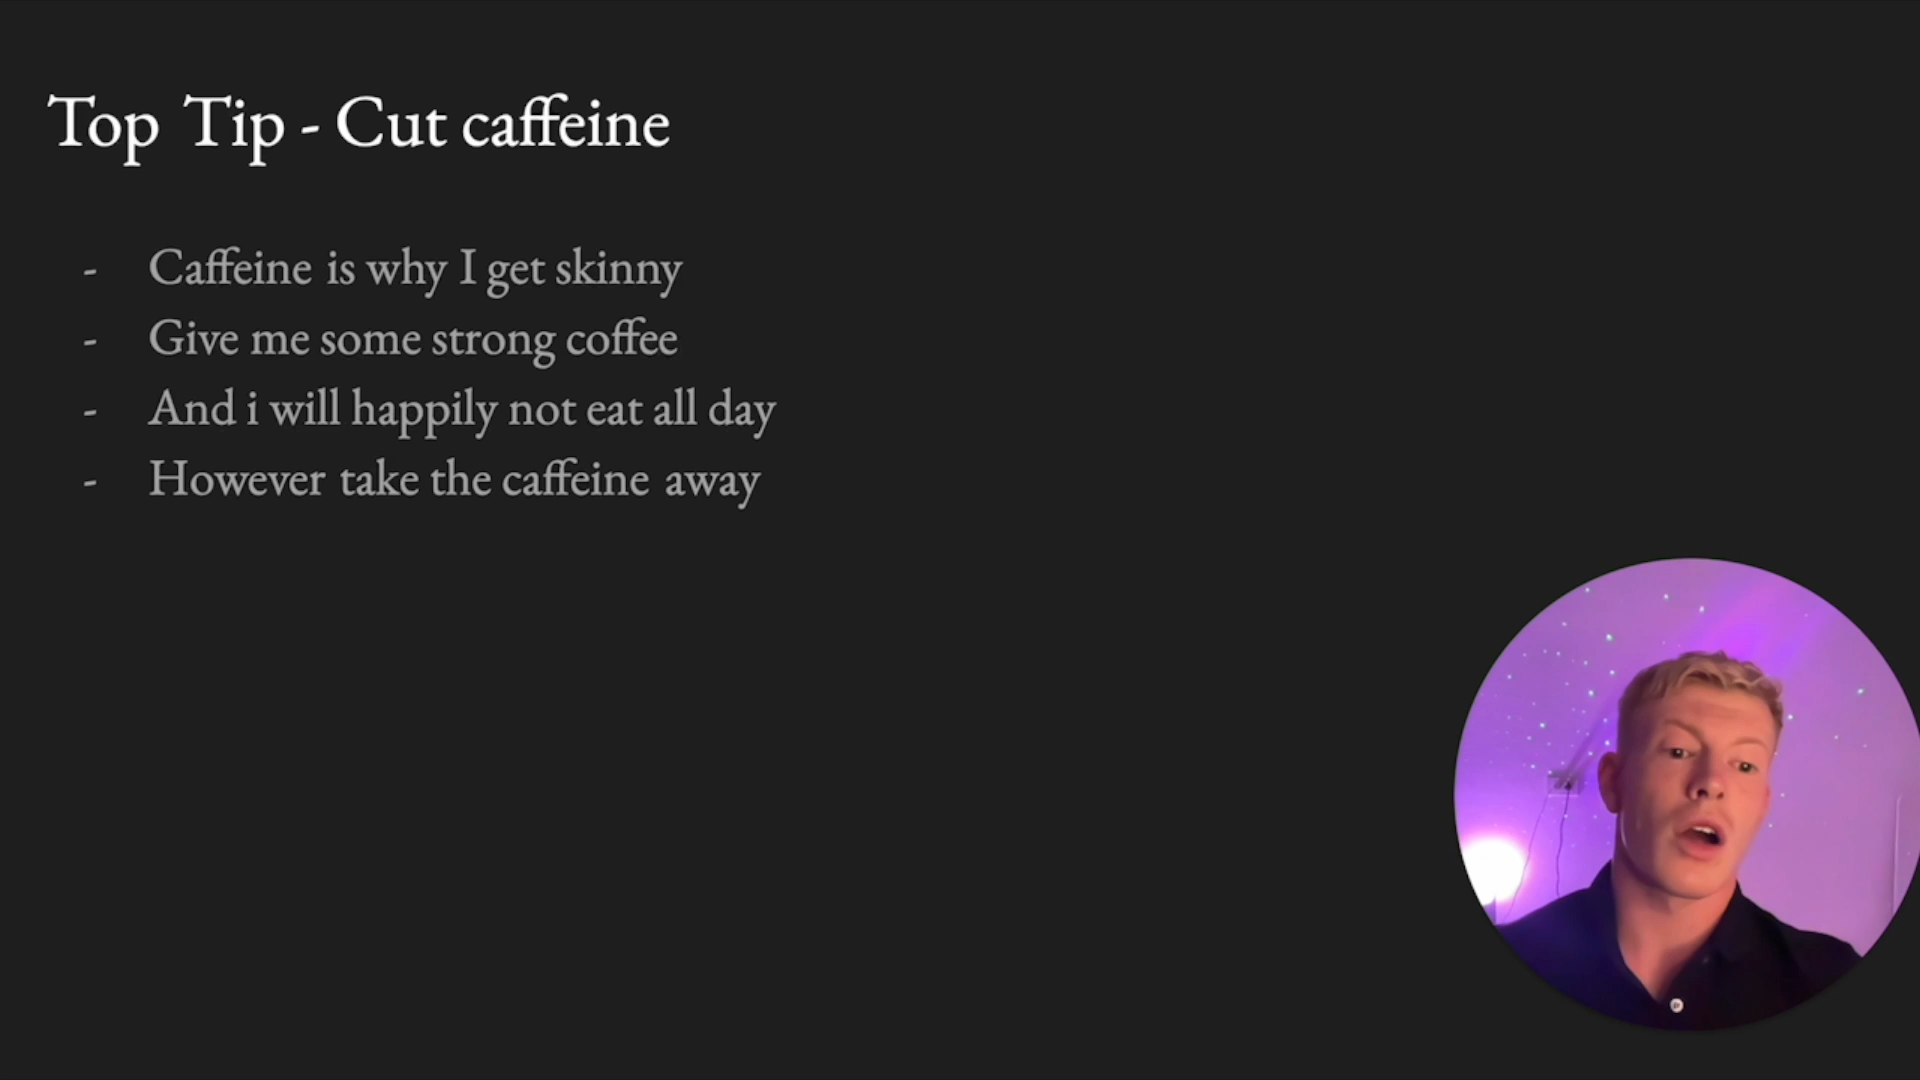 Top Tip - Cut caffeine
- Caffeine is why I get skinny
- Give me some strong coffee
- And i will happily not eat all day
- However take the caffeine away